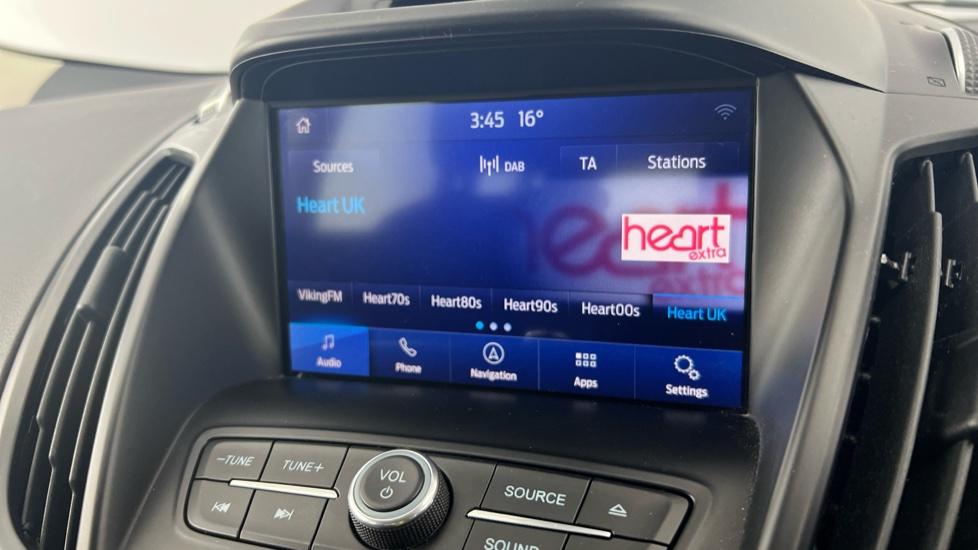 3:45 16°
Sources DAB TA Stations
Heart UK
heart
extra
VikingFM Heart70s Heart80s Heart90s Heart00s Heart UK
Audio Phone Navigation Apps Settings
-TUNE TUNE+ VOL SOURCE
SOUND